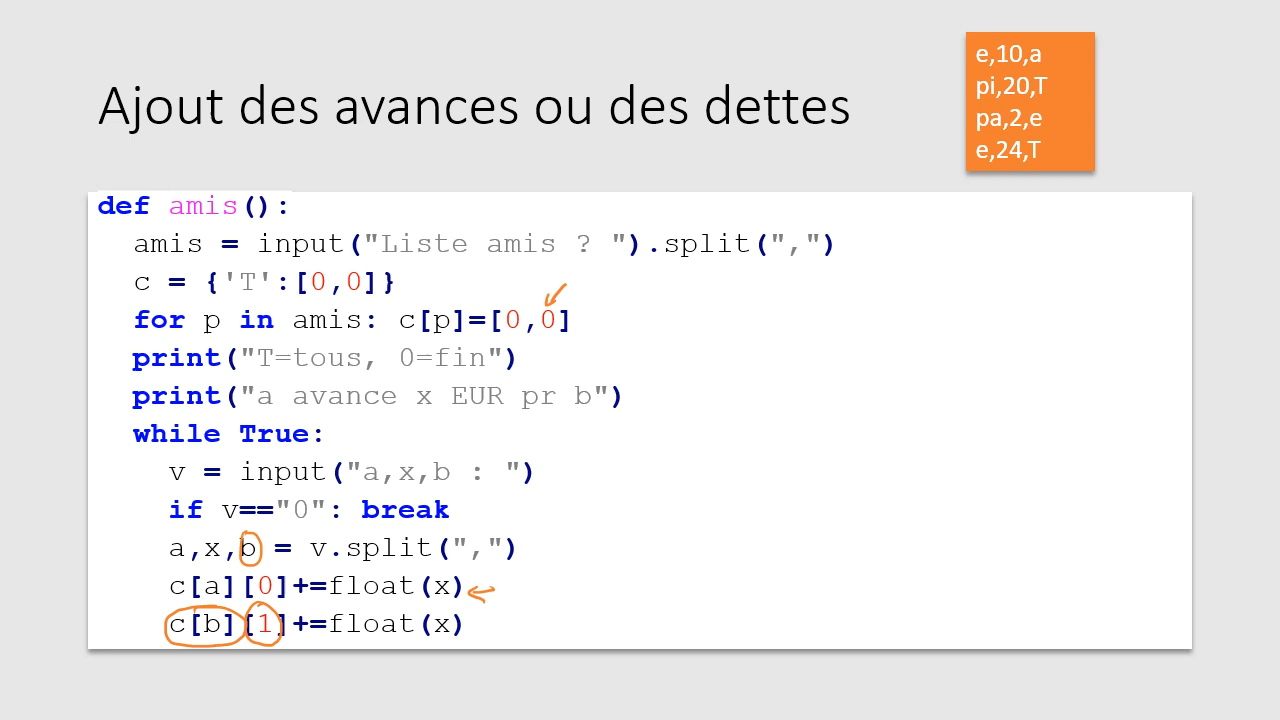 Ajout des avances ou des dettes
e,10,a
pi,20,T
pa,2,e
e,24,T
def amis():
  amis = input("Liste amis ? ").split(",")
  c = {'T':[0,0]}
  for p in amis: c[p]=[0,0]
  print("T=tous, 0=fin")
  print("a avance x EUR pr b")
  while True:
    v = input("a,x,b : ")
    if v=="0": break
    a,x,b = v.split(",")
    c[a][0]+=float(x)
    c[b][1]+=float(x)